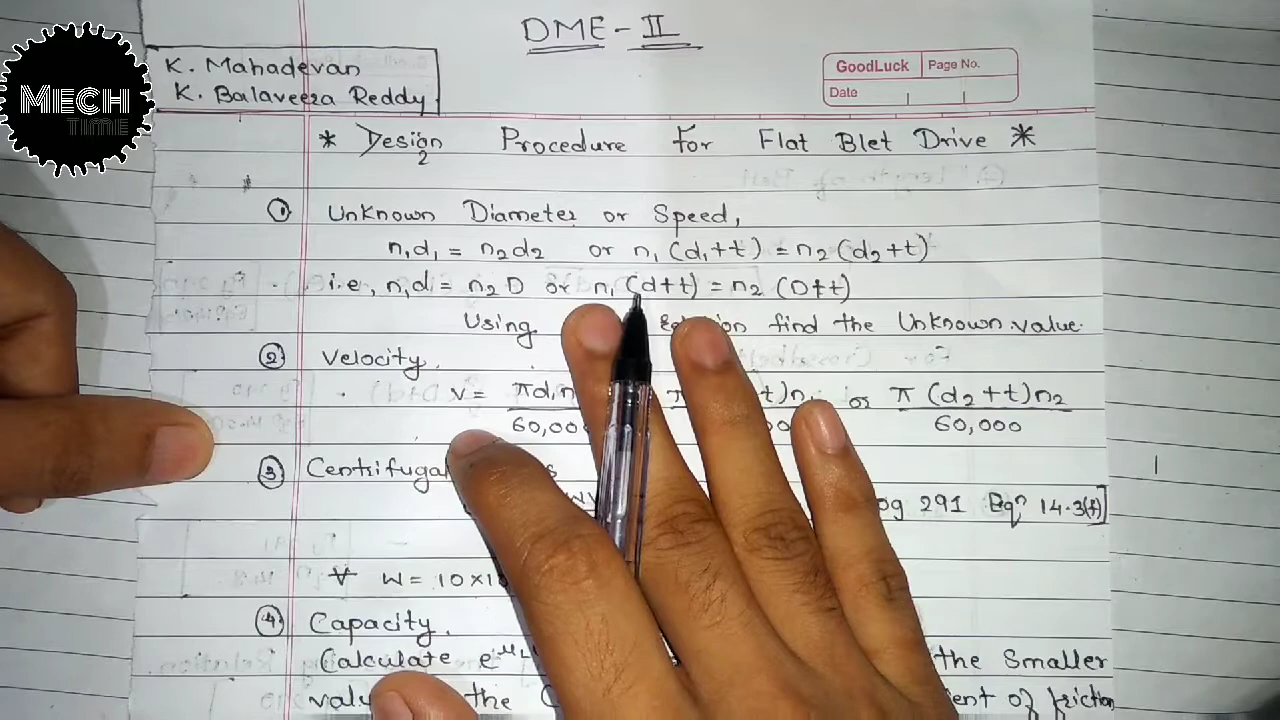 DME - II
MECH
TIME
K. Mahadevan
K. Balaveera Reddy
GoodLuck Page No.
Date
* Design Procedure For Flat Blet Drive *
2
① Unknown Diameter or Speed,
n₁d₁ = n₂d₂ or n₁(d₁+t) = n₂(d₂+t)
i.e, n₁d = n₂D or n₁(d+t) = n₂(D+t)
Using find the Unknown value.
② Velocity.
V = πd₁n t)n₁ or π(d₂+t)n₂
60,000 60,000
③ Centrifugal
pg 291 Eqⁿ 14.3(f)]
W = 10×10
④ Capacity.
Calculate the Smaller
the of friction